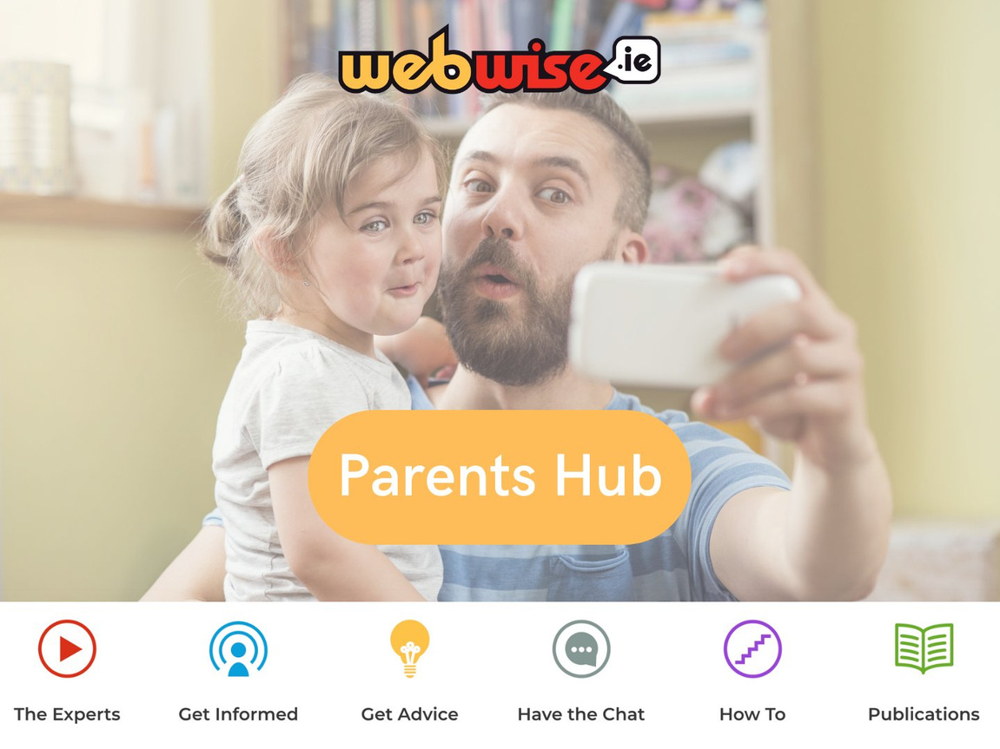 webwise.ie
Parents Hub
The Experts
Get Informed
Get Advice
Have the Chat
How To
Publications